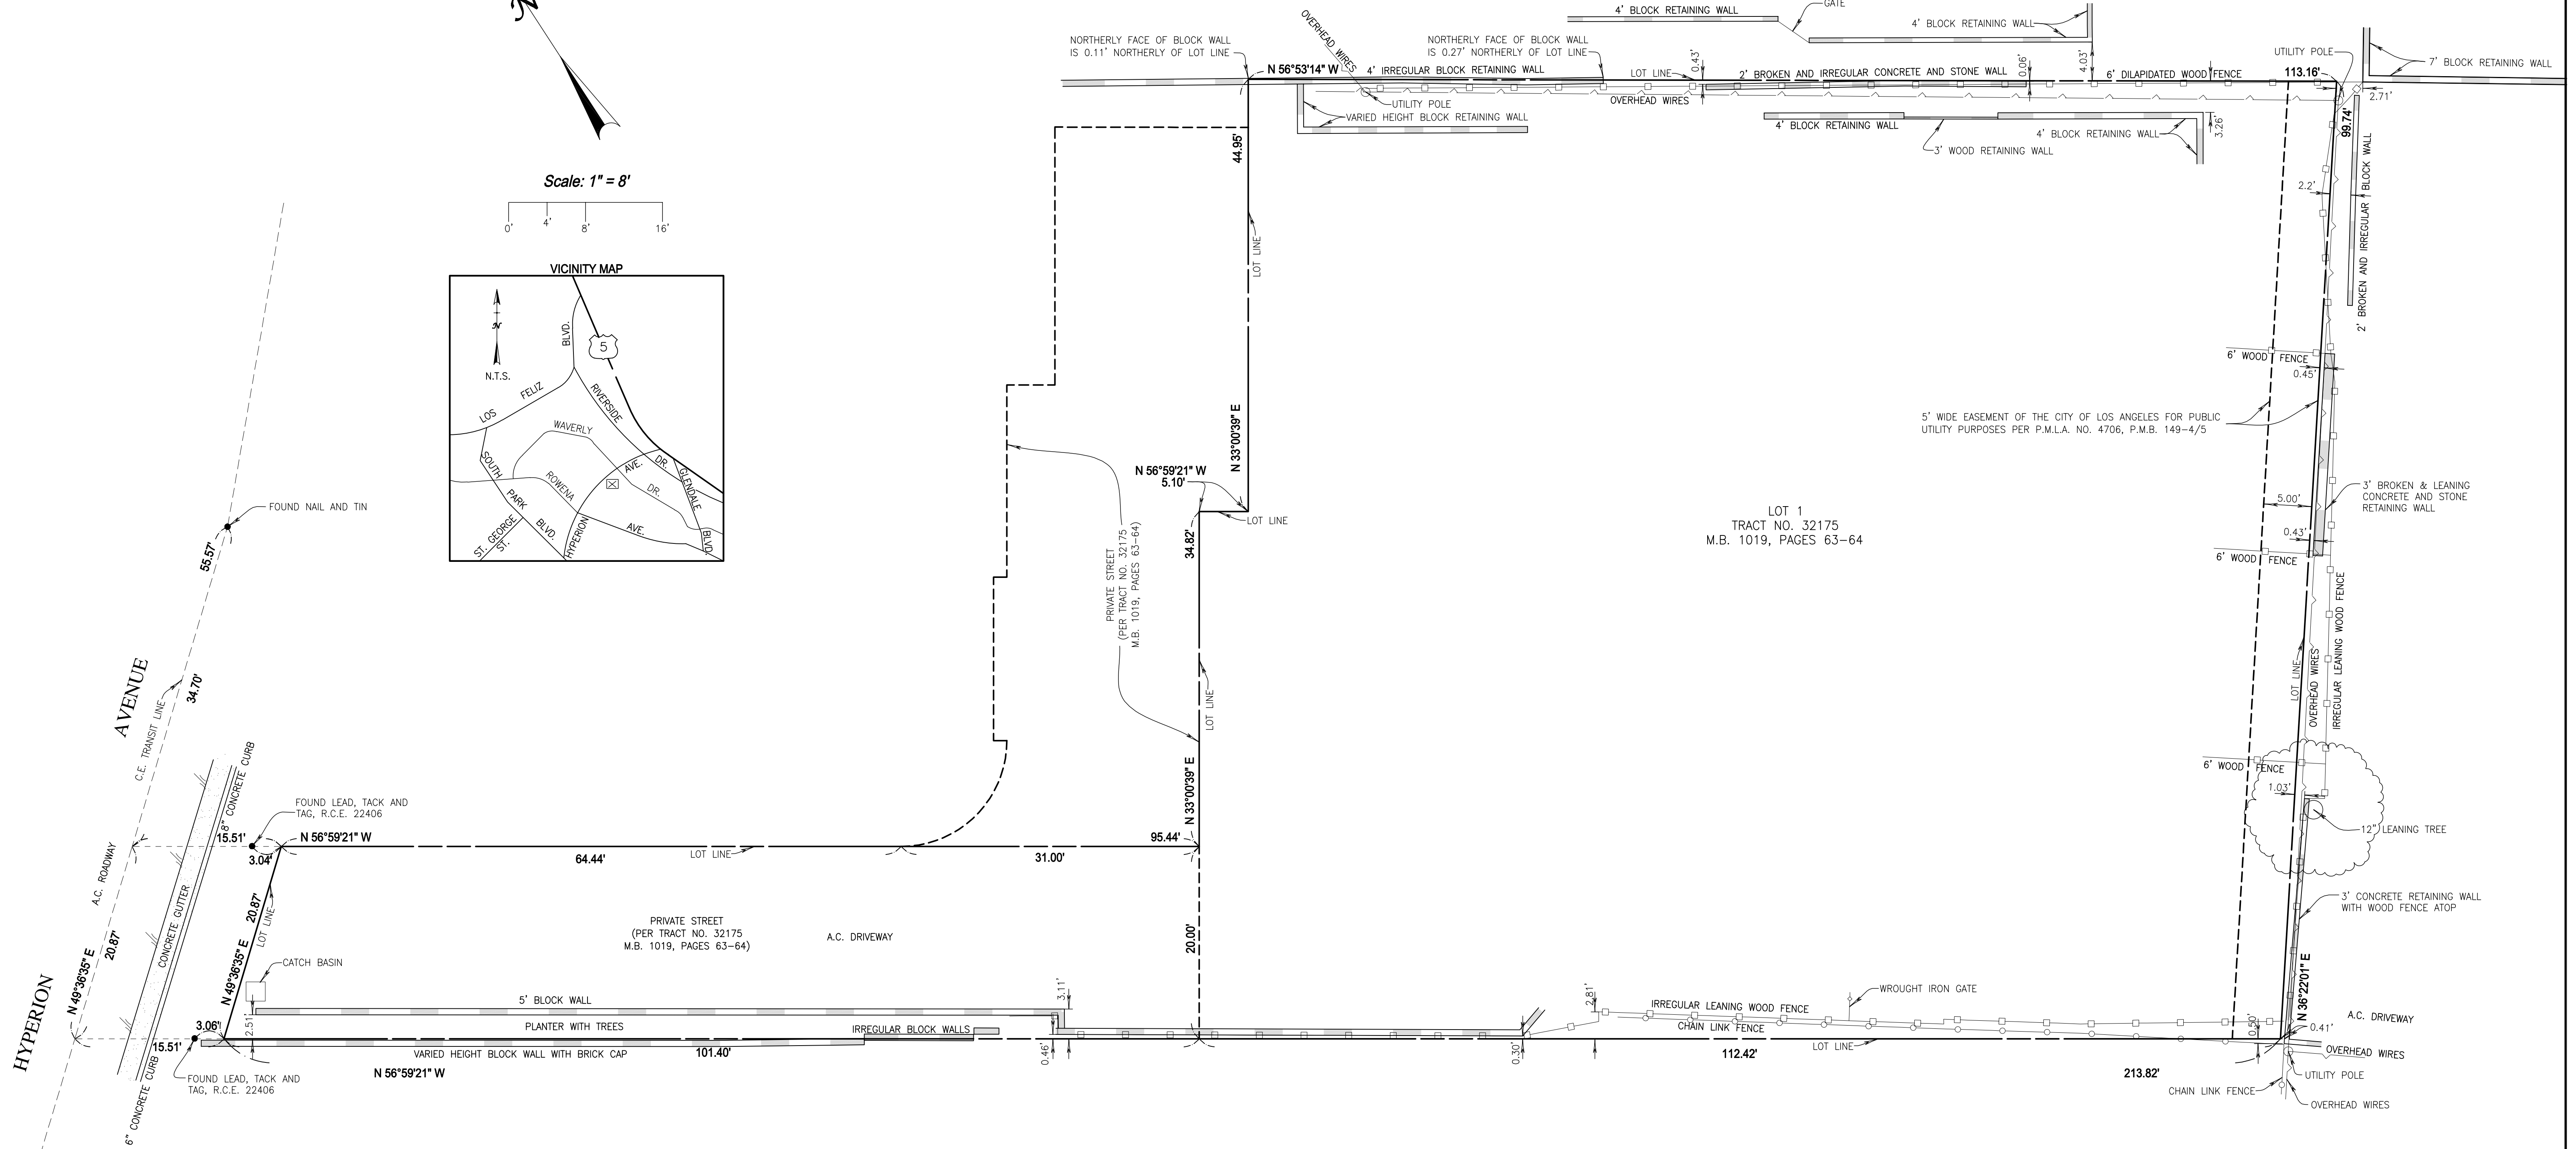 N
Scale: 1" = 8'
0' 4' 8' 16'
VICINITY MAP
N
N.T.S.
BLVD.
5
LOS FELIZ
RIVERSIDE
WAVERLY
AVE.
DR.
GLENDALE
SOUTH
PARK
BLVD.
ROWENA
DR.
ST. GEORGE
ST.
HYPERION
AVE.
BLVD.
FOUND NAIL AND TIN
55.57'
34.70'
C.E. TRANSIT LINE
HYPERION
AVENUE
A.C. ROADWAY
N 49°36'35" E
20.87'
CONCRETE GUTTER
8" CONCRETE CURB
6" CONCRETE CURB
FOUND LEAD, TACK AND
TAG, R.C.E. 22406
15.51'
3.04'
N 56°59'21" W
64.44'
LOT LINE
31.00'
95.44'
20.87'
LOT LINE
N 49°36'35" E
CATCH BASIN
PRIVATE STREET
(PER TRACT NO. 32175
M.B. 1019, PAGES 63-64)
A.C. DRIVEWAY
20.00'
3.06'
15.51'
2.51'
5' BLOCK WALL
PLANTER WITH TREES
IRREGULAR BLOCK WALLS
VARIED HEIGHT BLOCK WALL WITH BRICK CAP
101.40'
3.11'
0.46'
FOUND LEAD, TACK AND
TAG, R.C.E. 22406
N 56°59'21" W
0.30'
2.81'
IRREGULAR LEANING WOOD FENCE
CHAIN LINK FENCE
WROUGHT IRON GATE
112.42'
LOT LINE
213.82'
0.50'
N 36°22'01" E
0.41'
A.C. DRIVEWAY
OVERHEAD WIRES
UTILITY POLE
CHAIN LINK FENCE
OVERHEAD WIRES
NORTHERLY FACE OF BLOCK WALL
IS 0.11' NORTHERLY OF LOT LINE
N 56°53'14" W
OVERHEAD WIRES
NORTHERLY FACE OF BLOCK WALL
IS 0.27' NORTHERLY OF LOT LINE
4' IRREGULAR BLOCK RETAINING WALL
LOT LINE
0.43'
2' BROKEN AND IRREGULAR CONCRETE AND STONE WALL
OVERHEAD WIRES
UTILITY POLE
VARIED HEIGHT BLOCK RETAINING WALL
4' BLOCK RETAINING WALL
GATE
4' BLOCK RETAINING WALL
0.06'
4.03'
6' DILAPIDATED WOOD FENCE
113.16'
UTILITY POLE
7' BLOCK RETAINING WALL
2.71'
4' BLOCK RETAINING WALL
3' WOOD RETAINING WALL
4' BLOCK RETAINING WALL
3.26'
99.74'
2.2'
2' BROKEN AND IRREGULAR BLOCK WALL
44.95'
LOT LINE
N 33°00'39" E
N 56°59'21" W
5.10'
LOT LINE
34.82'
PRIVATE STREET
(PER TRACT NO. 32175
M.B. 1019, PAGES 63-64)
LOT LINE
N 33°00'39" E
LOT 1
TRACT NO. 32175
M.B. 1019, PAGES 63-64
6' WOOD FENCE
0.45'
5' WIDE EASEMENT OF THE CITY OF LOS ANGELES FOR PUBLIC
UTILITY PURPOSES PER P.M.L.A. NO. 4706, P.M.B. 149-4/5
3' BROKEN & LEANING
CONCRETE AND STONE
RETAINING WALL
5.00'
0.43'
6' WOOD FENCE
LOT LINE
OVERHEAD WIRES
IRREGULAR LEANING WOOD FENCE
6' WOOD FENCE
1.03'
12" LEANING TREE
3' CONCRETE RETAINING WALL
WITH WOOD FENCE ATOP